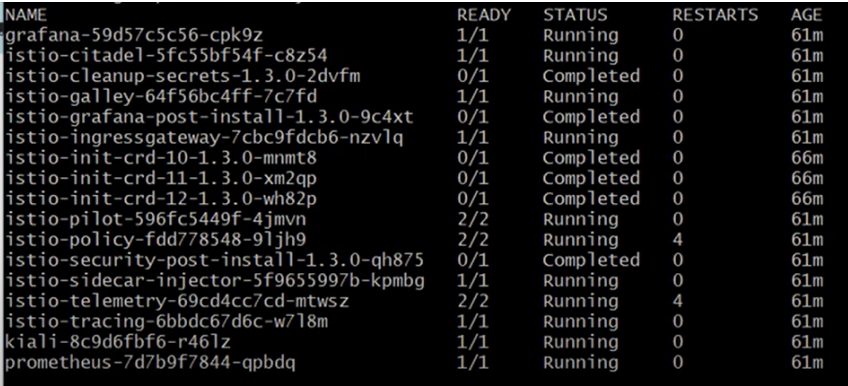 NAME READY STATUS RESTARTS AGE
grafana-59d57c5c56-cpk9z 1/1 Running 0 61m
istio-citadel-5fc55bf54f-c8z54 1/1 Running 0 61m
istio-cleanup-secrets-1.3.0-2dvfm 0/1 Completed 0 61m
istio-galley-64f56bc4ff-7c7fd 1/1 Running 0 61m
istio-grafana-post-install-1.3.0-9c4xt 0/1 Completed 0 61m
istio-ingressgateway-7cbc9fdcb6-nzvlq 1/1 Running 0 61m
istio-init-crd-10-1.3.0-mnmt8 0/1 Completed 0 66m
istio-init-crd-11-1.3.0-xm2qp 0/1 Completed 0 66m
istio-init-crd-12-1.3.0-wh82p 0/1 Completed 0 66m
istio-pilot-596fc5449f-4jmvn 2/2 Running 0 61m
istio-policy-fdd778548-9ljh9 2/2 Running 4 61m
istio-security-post-install-1.3.0-qh875 0/1 Completed 0 61m
istio-sidecar-injector-5f9655997b-kpmbg 1/1 Running 0 61m
istio-telemetry-69cd4cc7cd-mtwsz 2/2 Running 4 61m
istio-tracing-6bbdc67d6c-w7l8m 1/1 Running 0 61m
kiali-8c9d6fbf6-r46lz 1/1 Running 0 61m
prometheus-7d7b9f7844-qpbdq 1/1 Running 0 61m